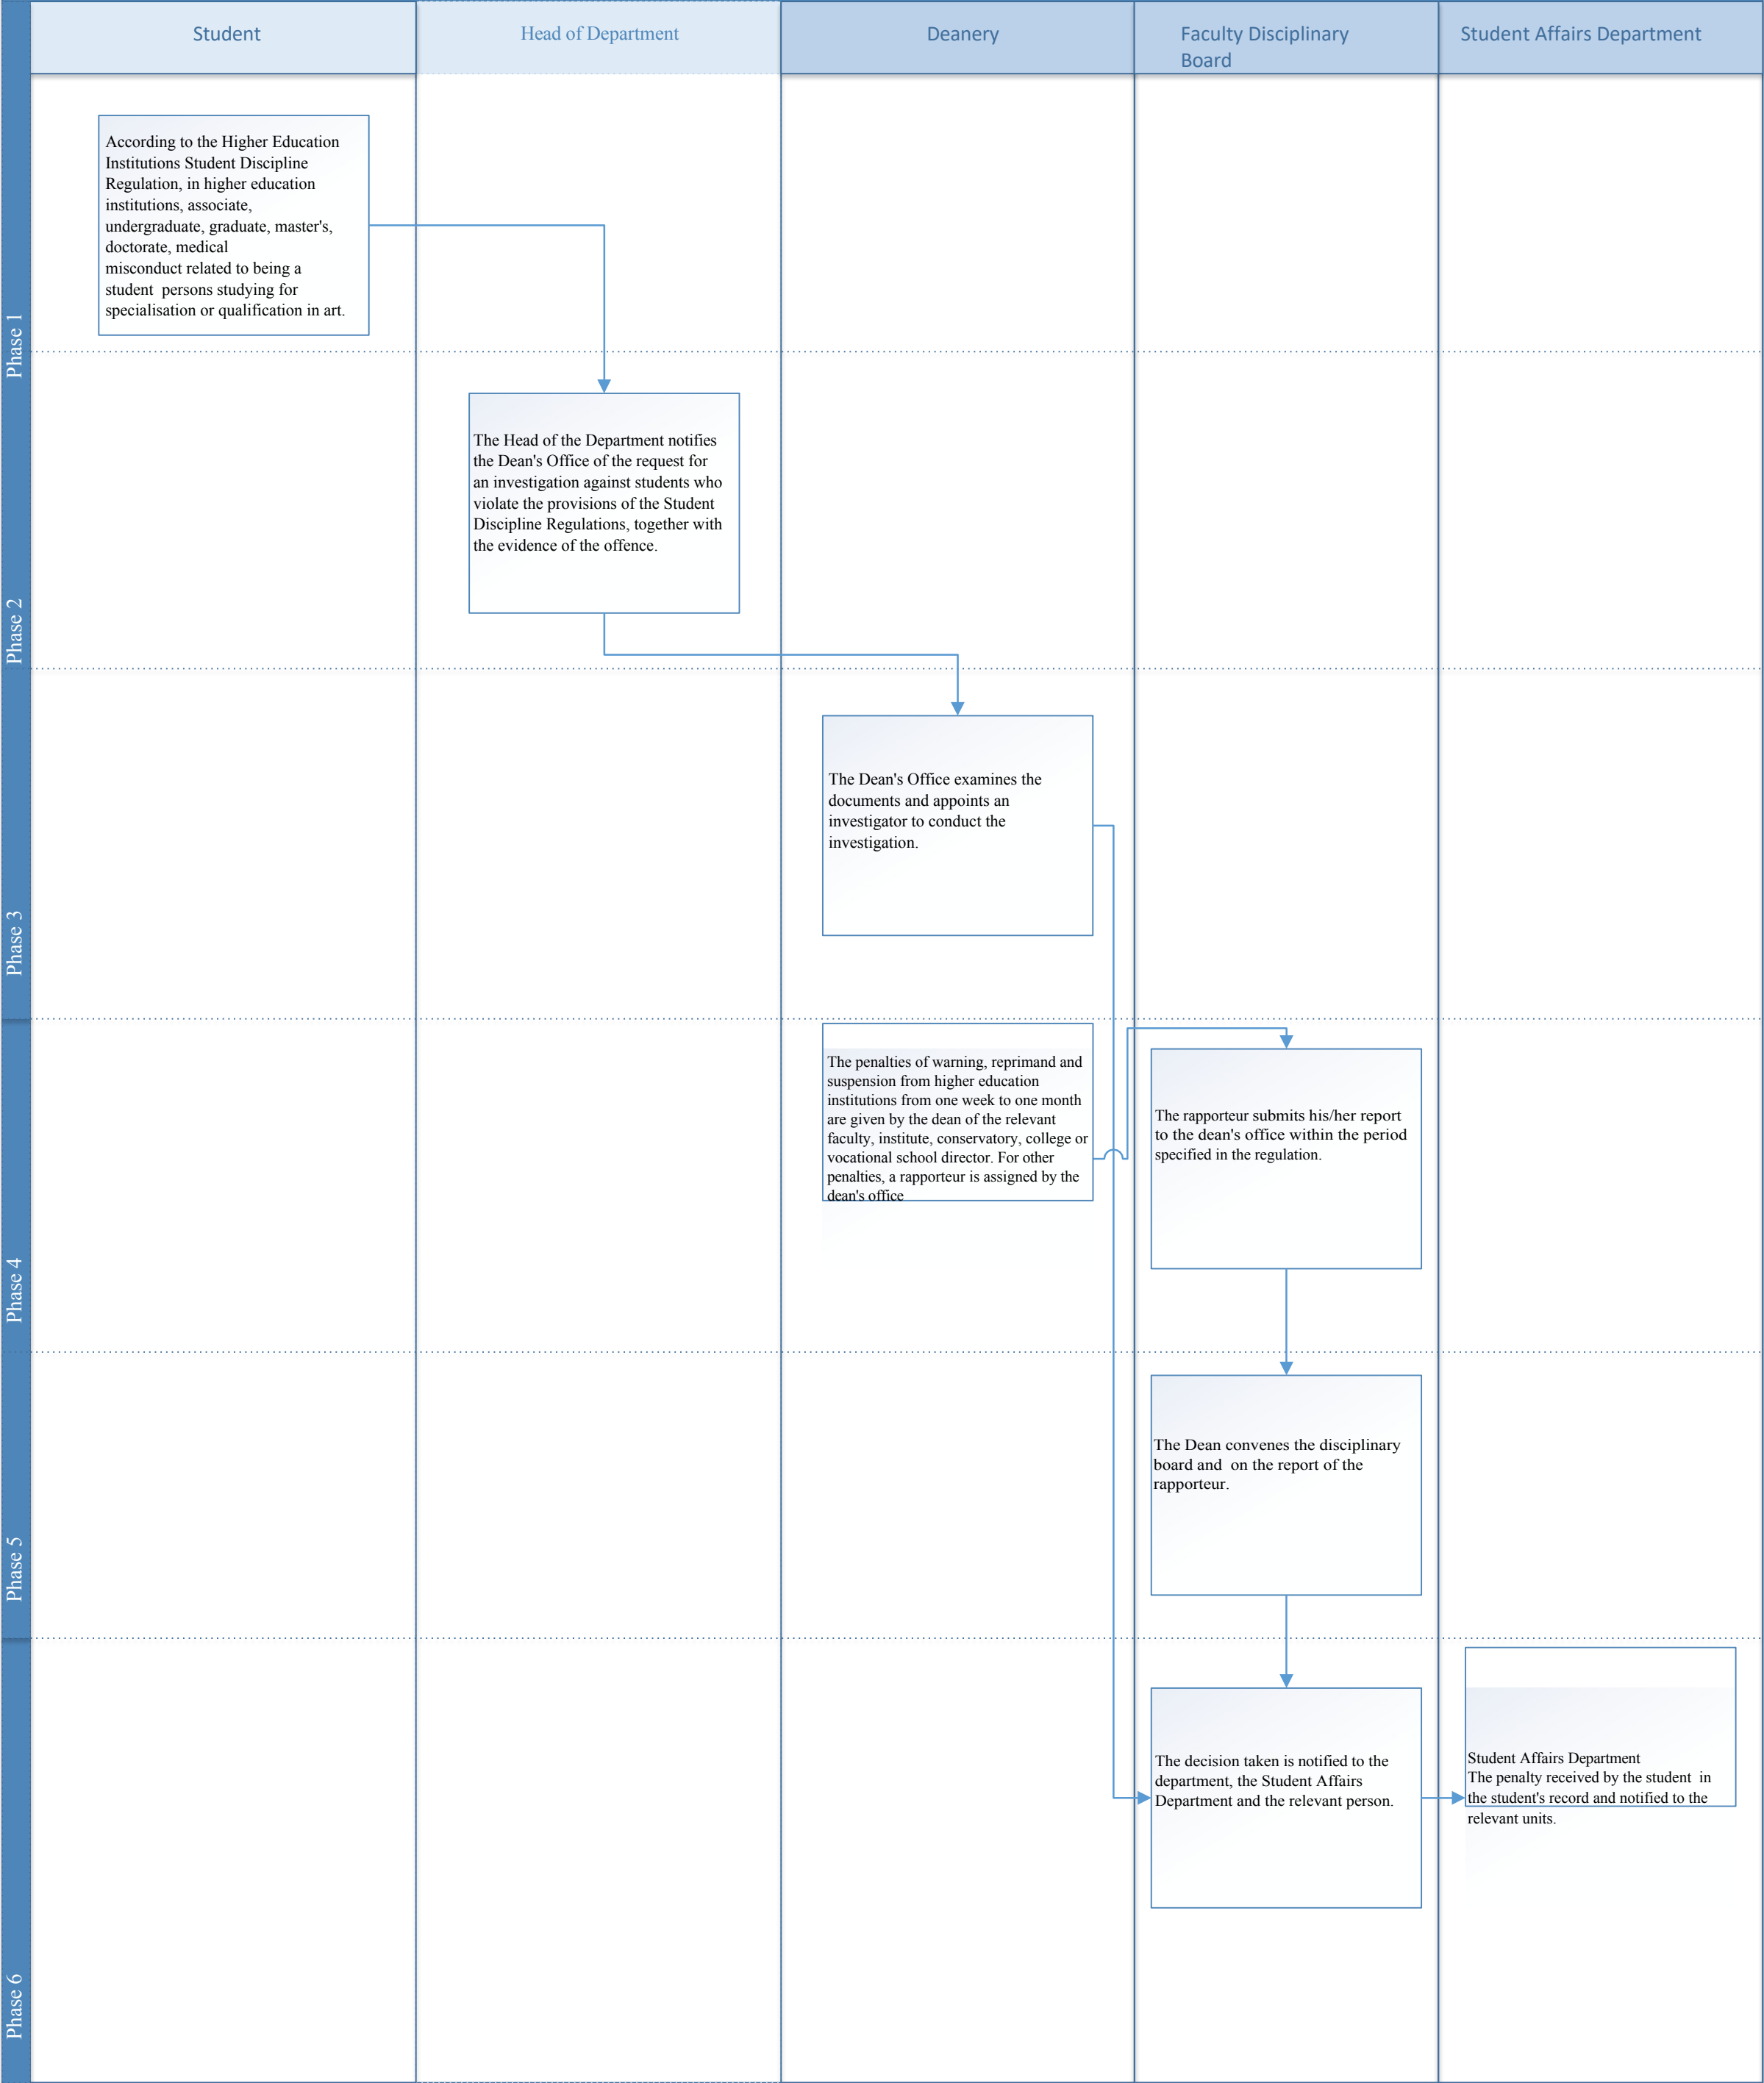 Student
Head of Department
Deanery
Faculty Disciplinary
Board
Student Affairs Department
Phase 1
According to the Higher Education
Institutions Student Discipline
Regulation, in higher education
institutions, associate,
undergraduate, graduate, master's,
doctorate, medical
misconduct related to being a
student persons studying for
specialisation or qualification in art.
Phase 2
The Head of the Department notifies
the Dean's Office of the request for
an investigation against students who
violate the provisions of the Student
Discipline Regulations, together with
the evidence of the offence.
Phase 3
The Dean's Office examines the
documents and appoints an
investigator to conduct the
investigation.
Phase 4
The penalties of warning, reprimand and
suspension from higher education
institutions from one week to one month
are given by the dean of the relevant
faculty, institute, conservatory, college or
vocational school director. For other
penalties, a rapporteur is assigned by the
dean's office
The rapporteur submits his/her report
to the dean's office within the period
specified in the regulation.
Phase 5
The Dean convenes the disciplinary
board and on the report of the
rapporteur.
Phase 6
The decision taken is notified to the
department, the Student Affairs
Department and the relevant person.
Student Affairs Department
The penalty received by the student in
the student's record and notified to the
relevant units.